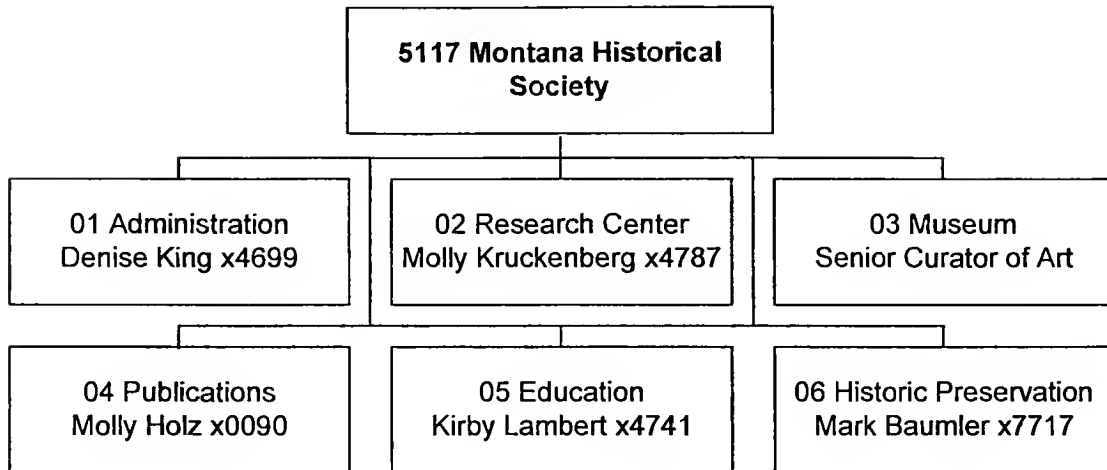 5117 Montana Historical
Society
01 Administration
Denise King x4699
02 Research Center
Molly Kruckenberg x4787
03 Museum
Senior Curator of Art
04 Publications
Molly Holz x0090
05 Education
Kirby Lambert x4741
06 Historic Preservation
Mark Baumler x7717